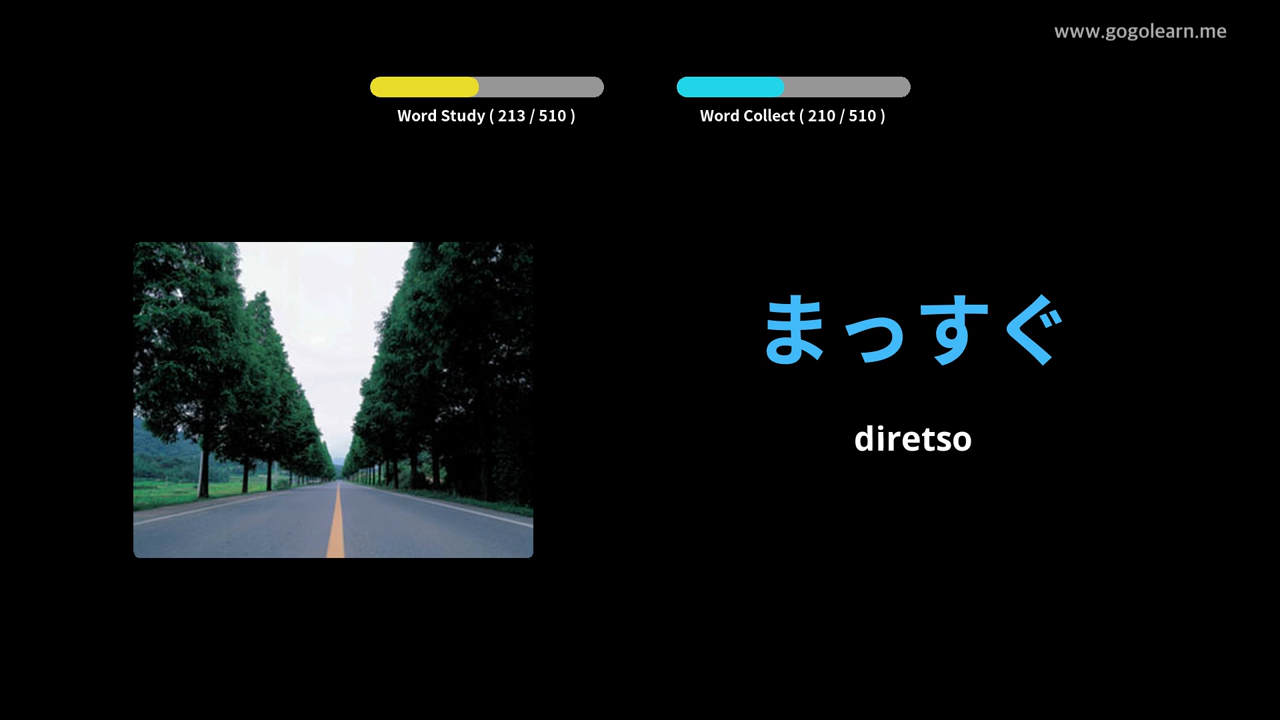 www.gogolearn.me
Word Study ( 213 / 510 )
Word Collect ( 210 / 510 )
まっすぐ
diretso